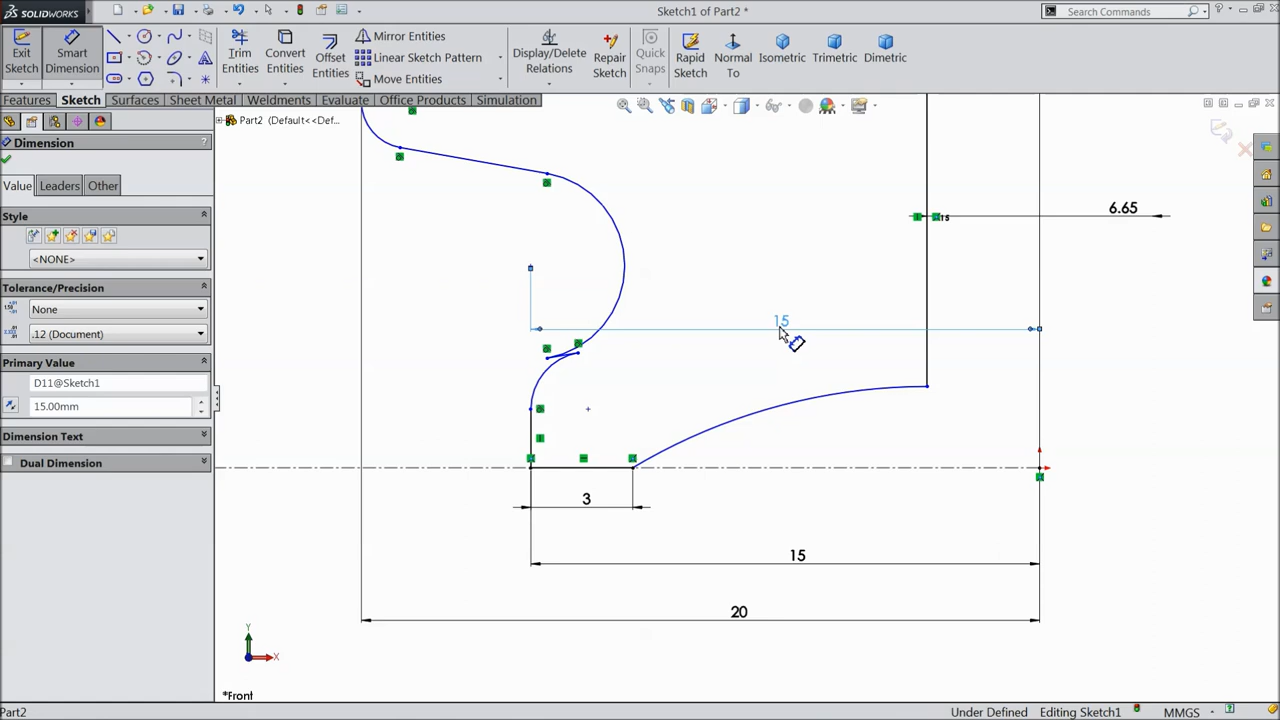 SOLIDWORKS
Sketch1 of Part2 *
Search Commands
Exit Sketch
Smart Dimension
Trim Entities
Convert Entities
Offset Entities
Mirror Entities
Linear Sketch Pattern
Move Entities
Display/Delete Relations
Repair Sketch
Quick Snaps
Rapid Sketch
Normal To
Isometric
Trimetric
Dimetric
Features
Sketch
Surfaces
Sheet Metal
Weldments
Evaluate
Office Products
Simulation
Part2 (Default<<Def...
Dimension
?
Value
Leaders
Other
Style
<NONE>
Tolerance/Precision
None
.12 (Document)
Primary Value
D11@Sketch1
15.00mm
Dimension Text
Dual Dimension
6.65
15
15
3
15
20
Y
X
*Front
Part2
Under Defined
Editing Sketch1
MMGS